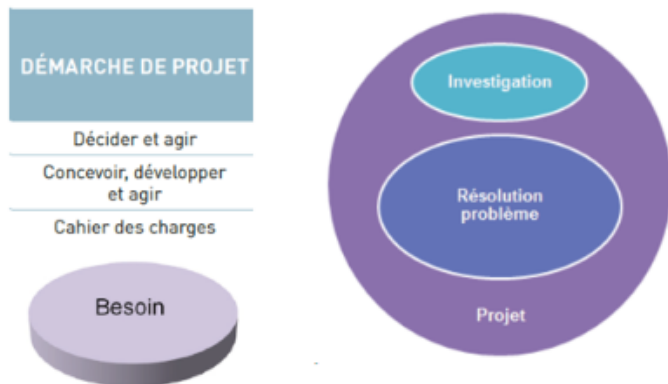 DÉMARCHE DE PROJET
Décider et agir
Concevoir, développer
et agir
Cahier des charges
Besoin
Investigation
Résolution
problème
Projet